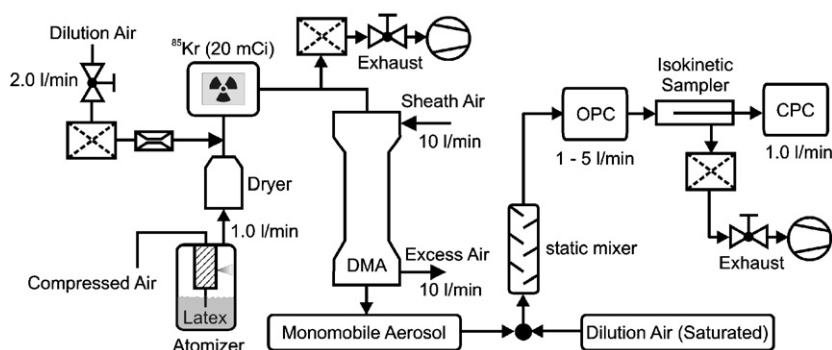 Dilution Air
2.0 l/min
⁸⁵Kr (20 mCi)
Exhaust
Sheath Air
10 l/min
Isokinetic
Sampler
OPC
CPC
1 - 5 l/min
1.0 l/min
Dryer
1.0 l/min
Compressed Air
Latex
Atomizer
DMA
Excess Air
10 l/min
static mixer
Exhaust
Monomobile Aerosol
Dilution Air (Saturated)